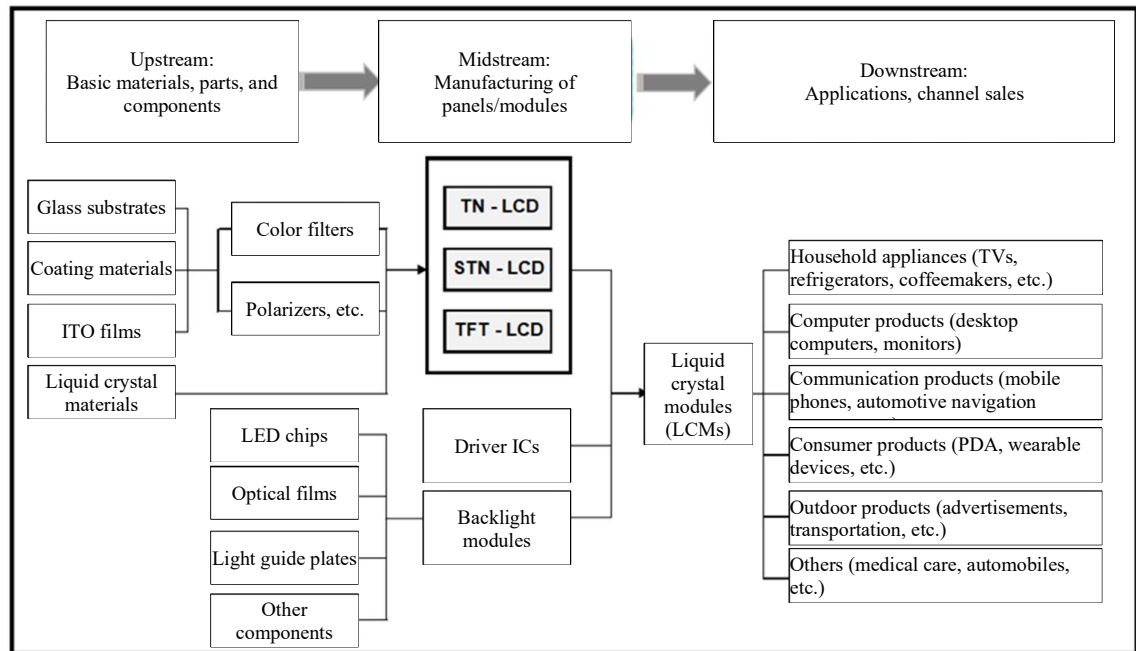 Upstream:
Basic materials, parts, and
components
Midstream:
Manufacturing of
panels/modules
Downstream:
Applications, channel sales
Glass substrates
Coating materials
ITO films
Liquid crystal
materials
Color filters
Polarizers, etc.
TN - LCD
STN - LCD
TFT - LCD
LED chips
Optical films
Light guide plates
Other
components
Driver ICs
Backlight
modules
Liquid
crystal
modules
(LCMs)
Household appliances (TVs,
refrigerators, coffeemakers, etc.)
Computer products (desktop
computers, monitors)
Communication products (mobile
phones, automotive navigation
Consumer products (PDA, wearable
devices, etc.)
Outdoor products (advertisements,
transportation, etc.)
Others (medical care, automobiles,
etc.)